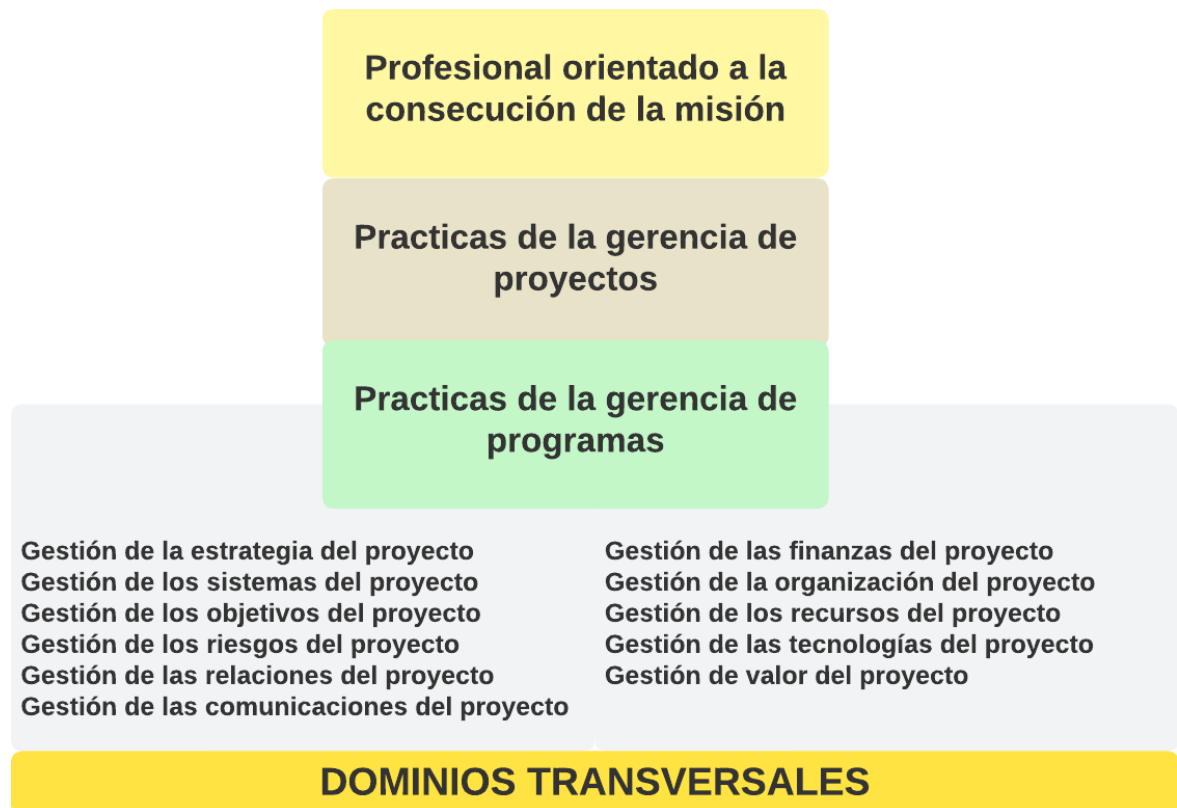 Profesional orientado a la
consecución de la misión
Practicas de la gerencia de
proyectos
Practicas de la gerencia de
programas
Gestión de la estrategia del proyecto
Gestión de los sistemas del proyecto
Gestión de los objetivos del proyecto
Gestión de los riesgos del proyecto
Gestión de las relaciones del proyecto
Gestión de las comunicaciones del proyecto
Gestión de las finanzas del proyecto
Gestión de la organización del proyecto
Gestión de los recursos del proyecto
Gestión de las tecnologías del proyecto
Gestión de valor del proyecto
DOMINIOS TRANSVERSALES